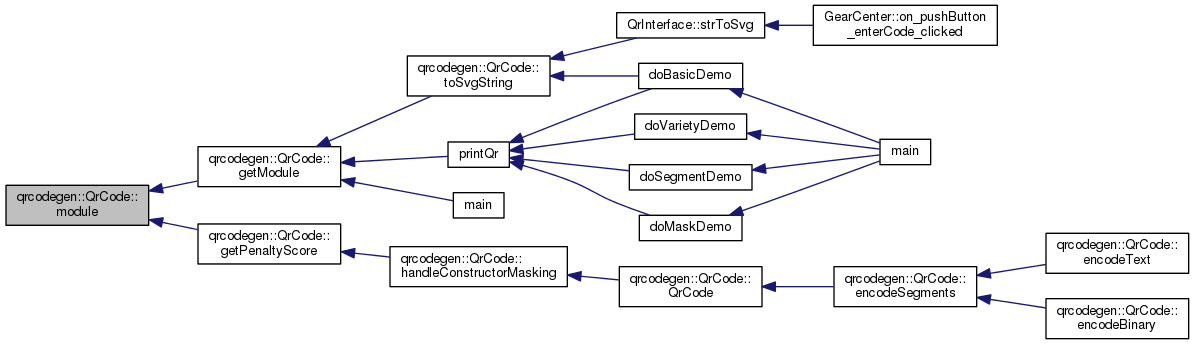 qrcodegen::QrCode::
module
qrcodegen::QrCode::
getModule
qrcodegen::QrCode::
getPenaltyScore
qrcodegen::QrCode::
toSvgString
printQr
main
qrcodegen::QrCode::
handleConstructorMasking
QrInterface::strToSvg
doBasicDemo
doVarietyDemo
doSegmentDemo
doMaskDemo
qrcodegen::QrCode::
QrCode
GearCenter::on_pushButton
_enterCode_clicked
main
qrcodegen::QrCode::
encodeSegments
qrcodegen::QrCode::
encodeText
qrcodegen::QrCode::
encodeBinary